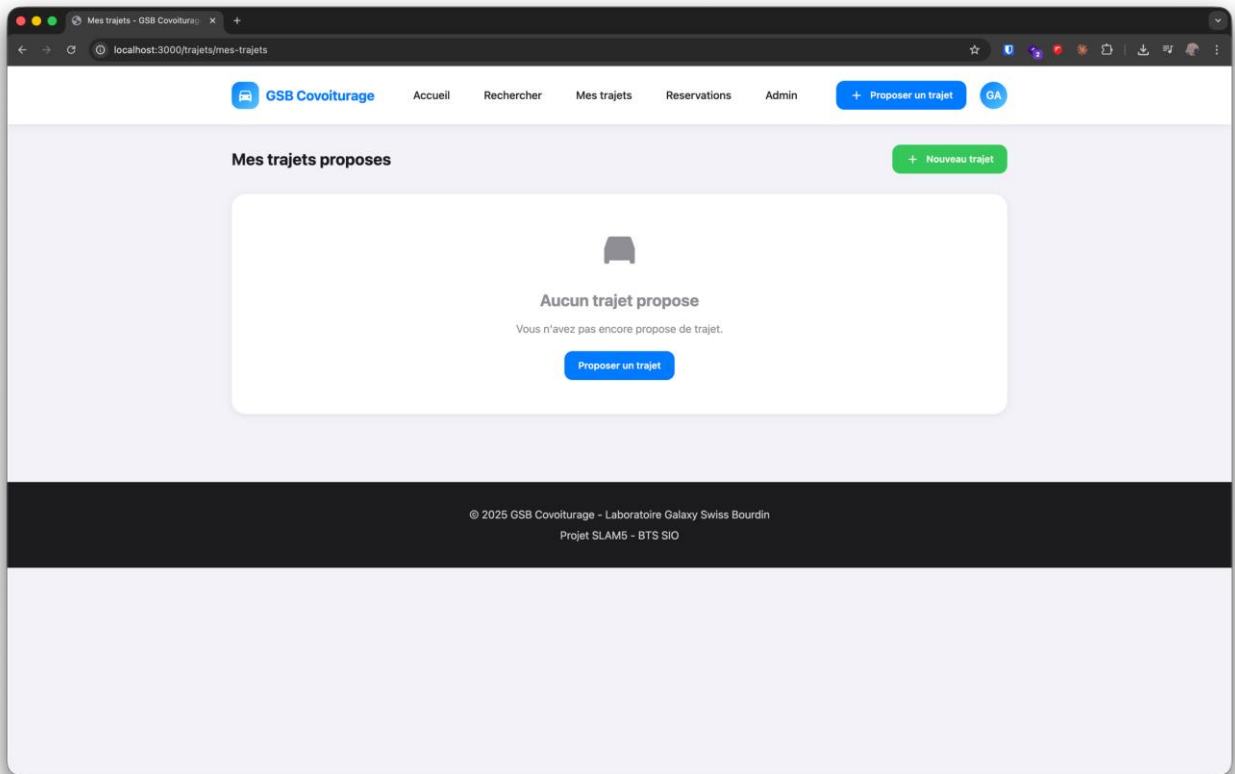 Mes trajets - GSB Covoiturag
localhost:3000/trajets/mes-trajets
2
GSB Covoiturage
Accueil
Rechercher
Mes trajets
Reservations
Admin
+ Proposer un trajet
GA
Mes trajets proposes
+ Nouveau trajet
Aucun trajet propose
Vous n'avez pas encore propose de trajet.
Proposer un trajet
© 2025 GSB Covoiturage - Laboratoire Galaxy Swiss Bourdin
Projet SLAM5 - BTS SIO